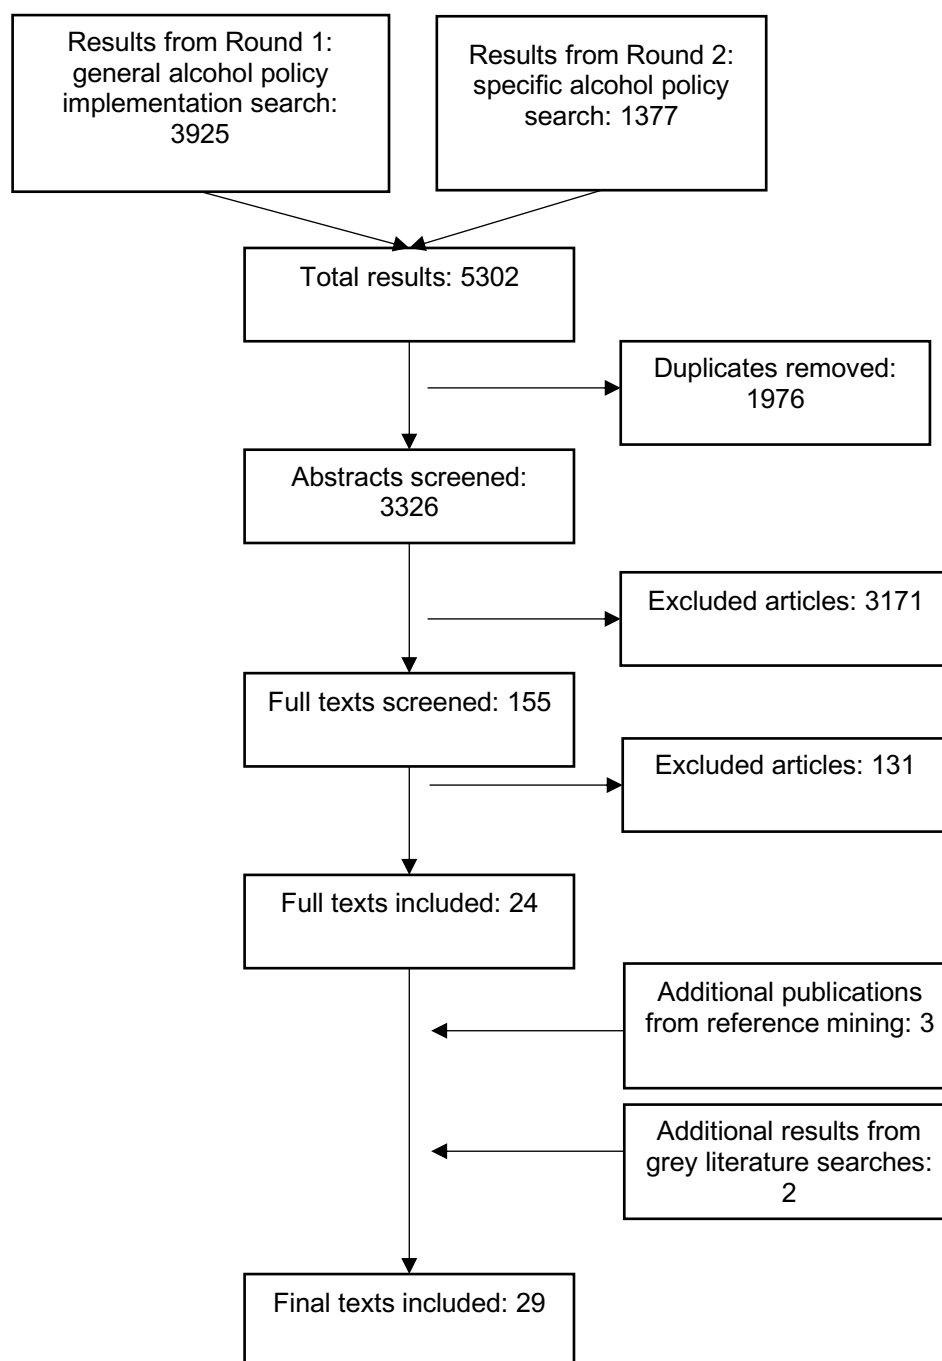 Results from Round 1:
general alcohol policy
implementation search:
3925
Results from Round 2:
specific alcohol policy
search: 1377
Total results: 5302
Duplicates removed:
1976
Abstracts screened:
3326
Excluded articles: 3171
Full texts screened: 155
Excluded articles: 131
Full texts included: 24
Additional publications
from reference mining: 3
Additional results from
grey literature searches:
2
Final texts included: 29